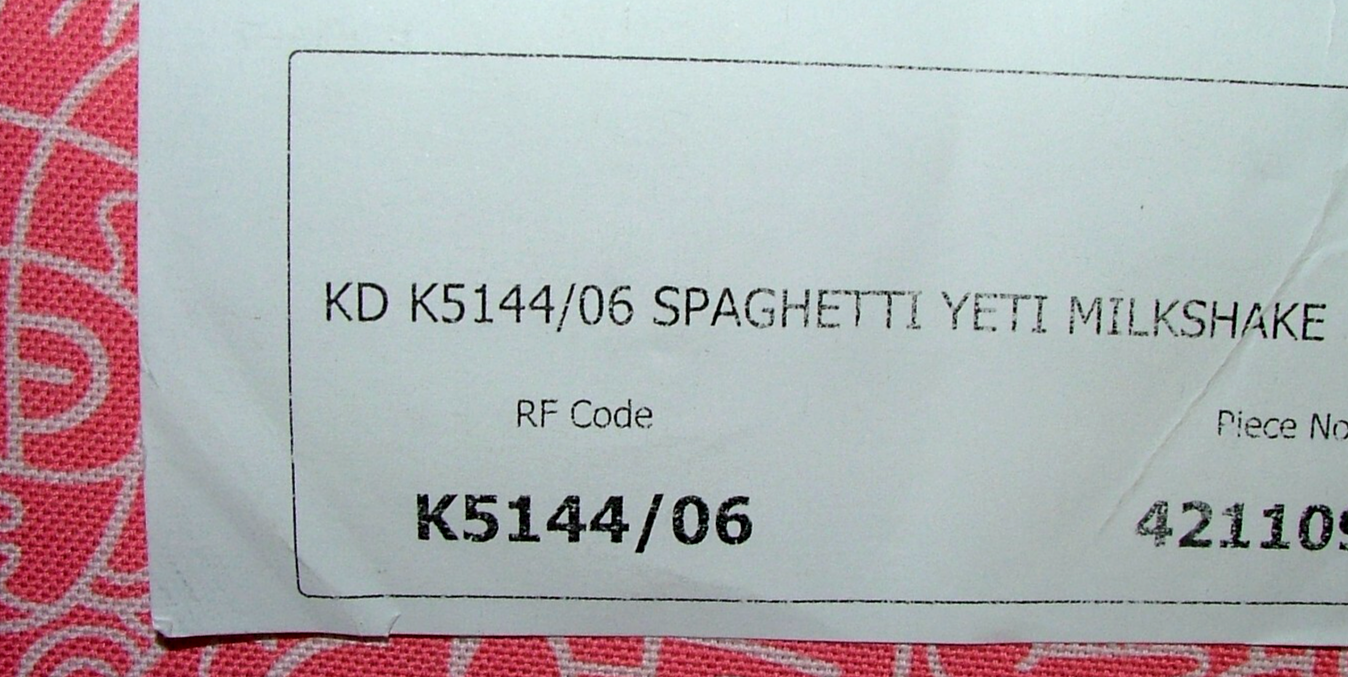 KD K5144/06 SPAGHETTI YETI MILKSHAKE
RF Code
Piece No
K5144/06
42110